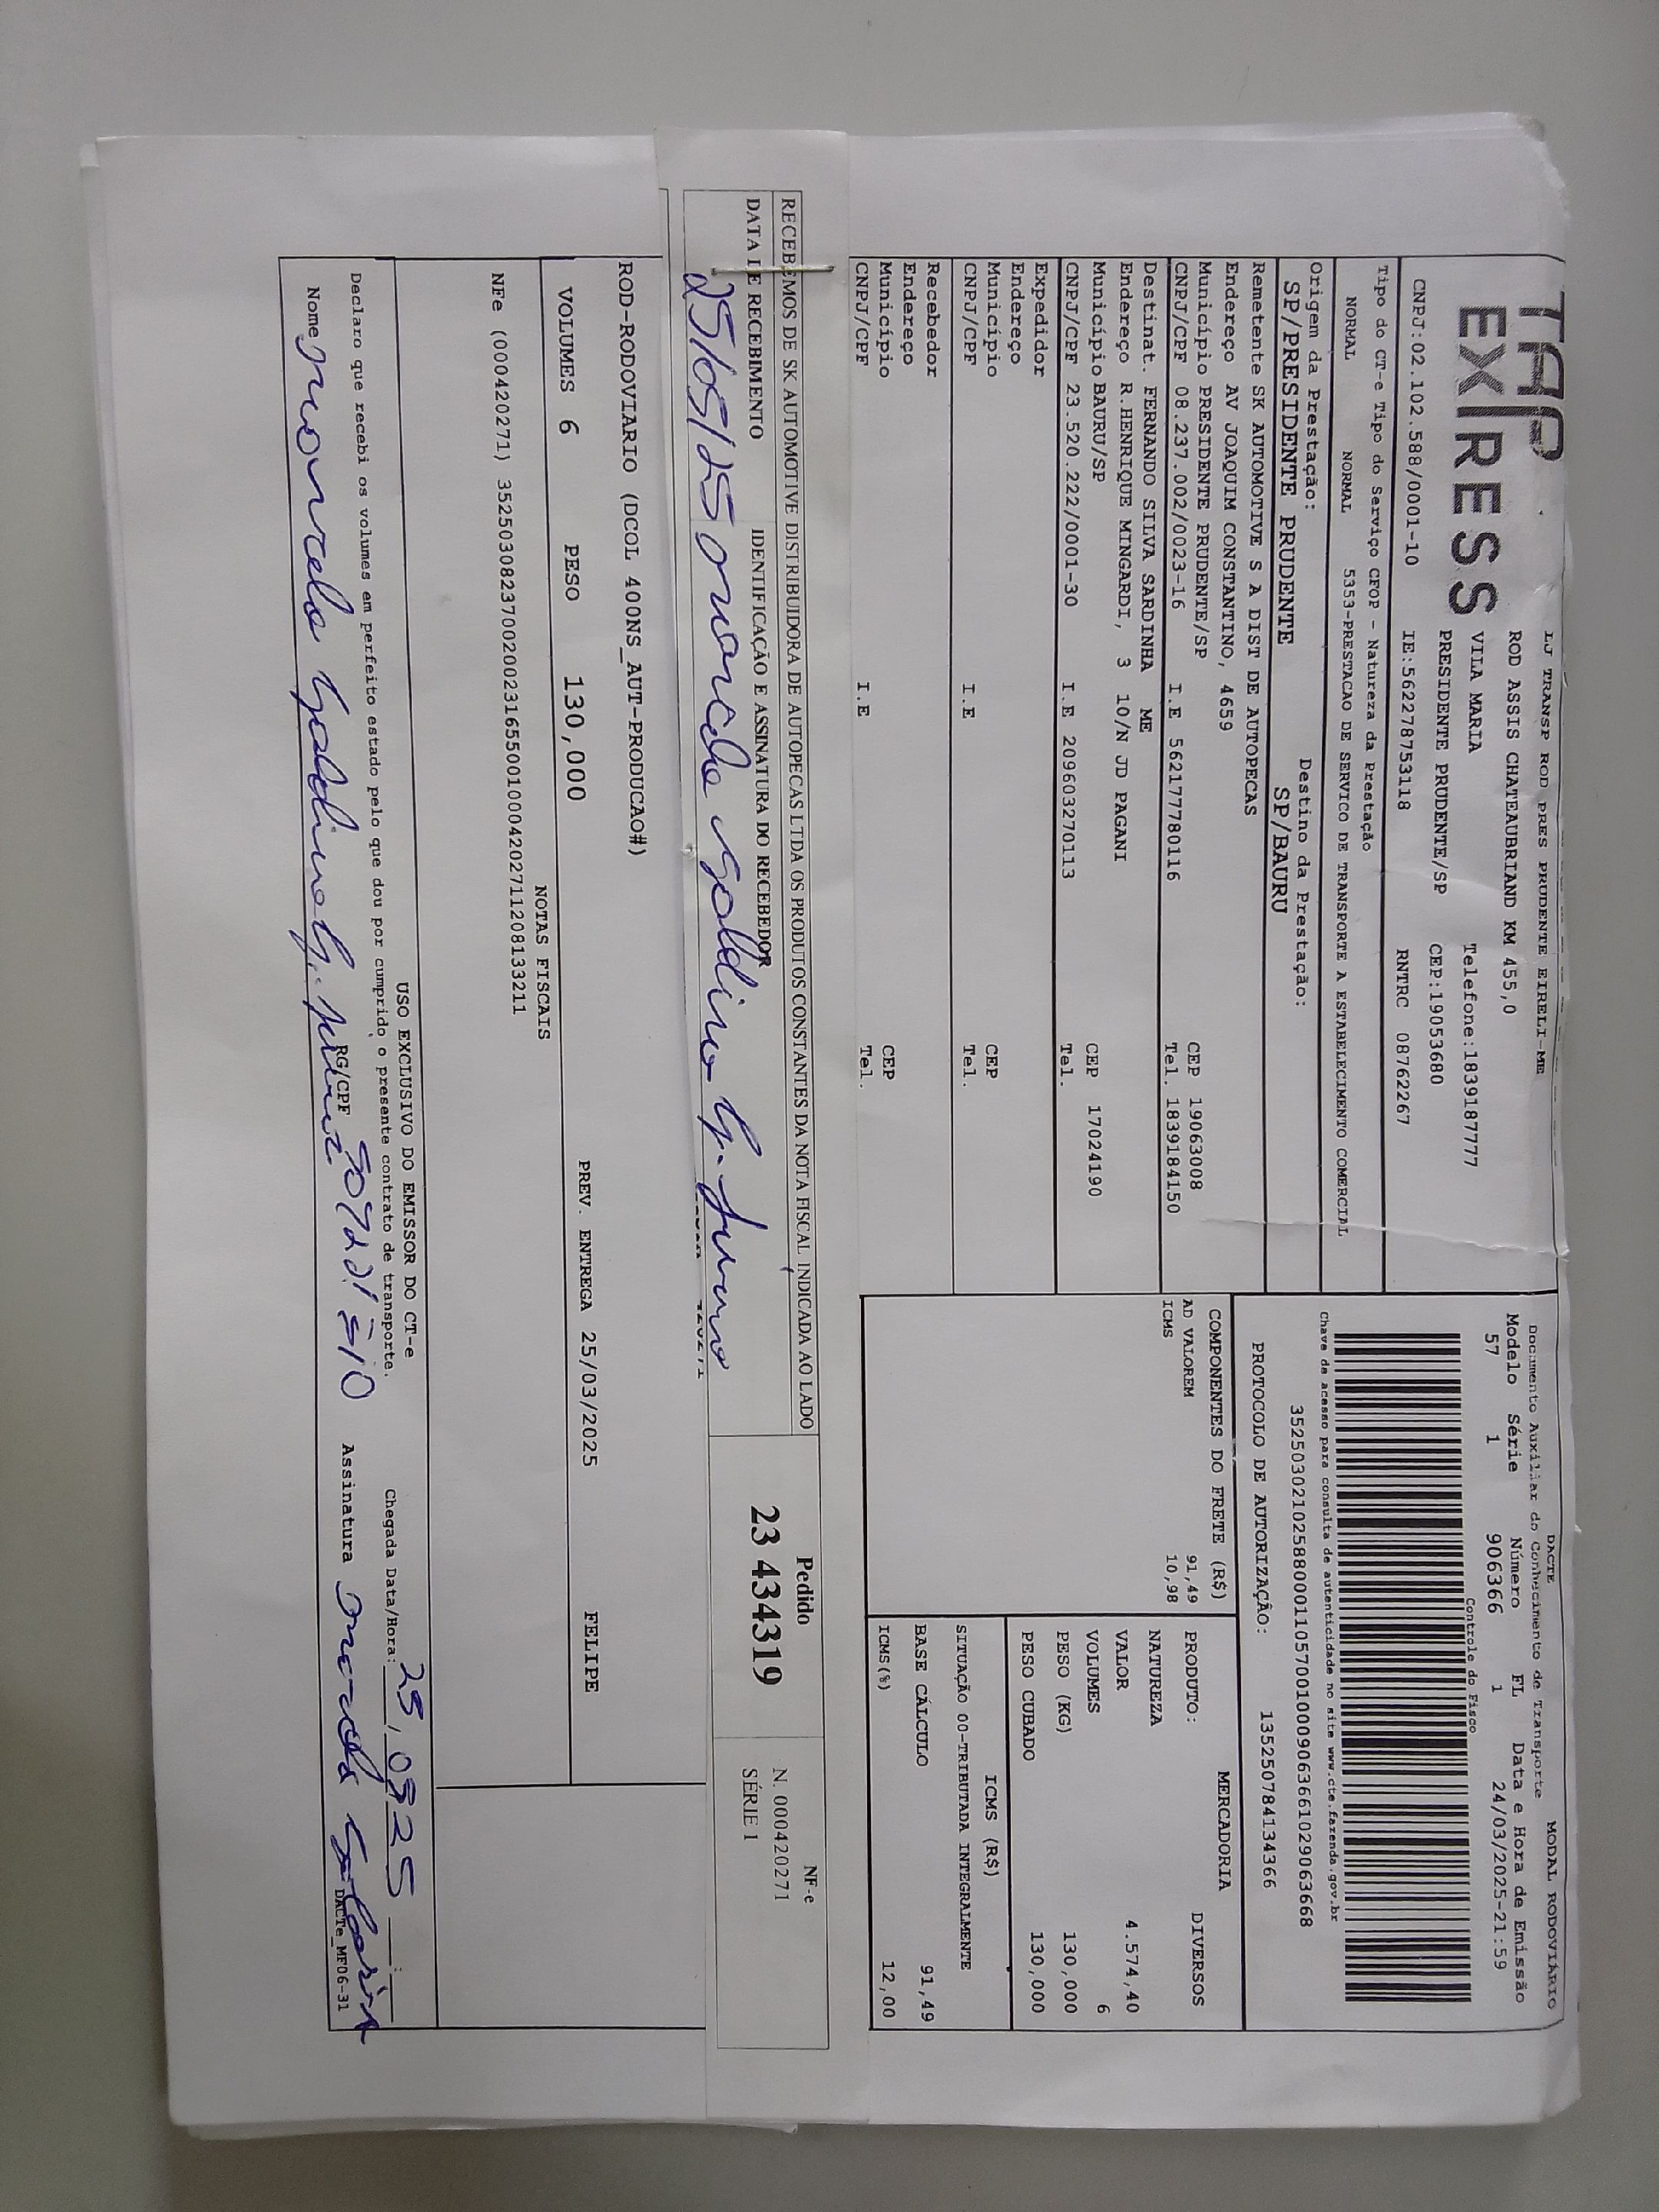 TAP EXPRESS
LJ TRANSP ROD PRES PRUDENTE EIRELI-ME
ROD ASSIS CHATEAUBRIAND KM 455,0
VILA MARIA Telefone:1839187777
PRESIDENTE PRUDENTE/SP CEP:19053680
CNPJ:02.102.588/0001-10 IE:562278753118 RNTRC 08762267
Tipo do CT-e Tipo do Serviço CFOP - Natureza da Prestação
NORMAL NORMAL 5353-PRESTACAO DE SERVICO DE TRANSPORTE A ESTABELECIMENTO COMERCIAL
Origem da Prestação: Destino da Prestação:
SP/PRESIDENTE PRUDENTE SP/BAURU
Remetente SK AUTOMOTIVE S A DIST DE AUTOPECAS
Endereço AV JOAQUIM CONSTANTINO, 4659
Município PRESIDENTE PRUDENTE/SP CEP 19063008
CNPJ/CPF 08.237.002/0023-16 I.E 562177780116 Tel. 1839184150
Destinat. FERNANDO SILVA SARDINHA ME
Endereço R.HENRIQUE MINGARDI, 3 10/N JD PAGANI
Município BAURU/SP CEP 17024190
CNPJ/CPF 23.520.222/0001-30 I.E 209603270113 Tel.
Expedidor
Endereço
Município CEP
CNPJ/CPF I.E Tel.
Recebedor
Endereço
Município CEP
CNPJ/CPF I.E Tel.
DACTE MODAL RODOVIÁRIO
Documento Auxiliar do Conhecimento de Transporte
Modelo Série Número FL Data e Hora de Emissão
57 1 906366 1 24/03/2025-21:59
Controle do Fisco
Chave de acesso para consulta de autenticidade no site www.cte.fazenda.gov.br
35250302102588000110570010009063661029063668
PROTOCOLO DE AUTORIZAÇÃO: 135250784134366
COMPONENTES DO FRETE (R$)
AD VALOREM 91,49
ICMS 10,98
MERCADORIA
PRODUTO: DIVERSOS
NATUREZA
VALOR 4.574,40
VOLUMES 6
PESO (KG) 130,000
PESO CUBADO 130,000
ICMS (R$)
SITUAÇÃO 00-TRIBUTADA INTEGRALMENTE
BASE CÁLCULO 91,49
ICMS(%) 12,00
RECEBEMOS DE SK AUTOMOTIVE DISTRIBUIDORA DE AUTOPECAS LTDA OS PRODUTOS CONSTANTES DA NOTA FISCAL INDICADA AO LADO
DATA DE RECEBIMENTO IDENTIFICAÇÃO E ASSINATURA DO RECEBEDOR
Pedido
23 434319
NF-e
N. 000420271
SÉRIE 1
ROD-RODOVIARIO (DCOL 400NS_AUT-PRODUCAO#)
VOLUMES 6 PESO 130,000 PREV. ENTREGA 25/03/2025 FELIPE
NOTAS FISCAIS
NFe (000420271) 35250308237002002316550010004202711208133211
USO EXCLUSIVO DO EMISSOR DO CT-e
Declaro que recebi os volumes em perfeito estado pelo que dou por cumprido o presente contrato de transporte.
Chegada Data/Hora:
Nome RG/CPF Assinatura
DACTe_MF06-31